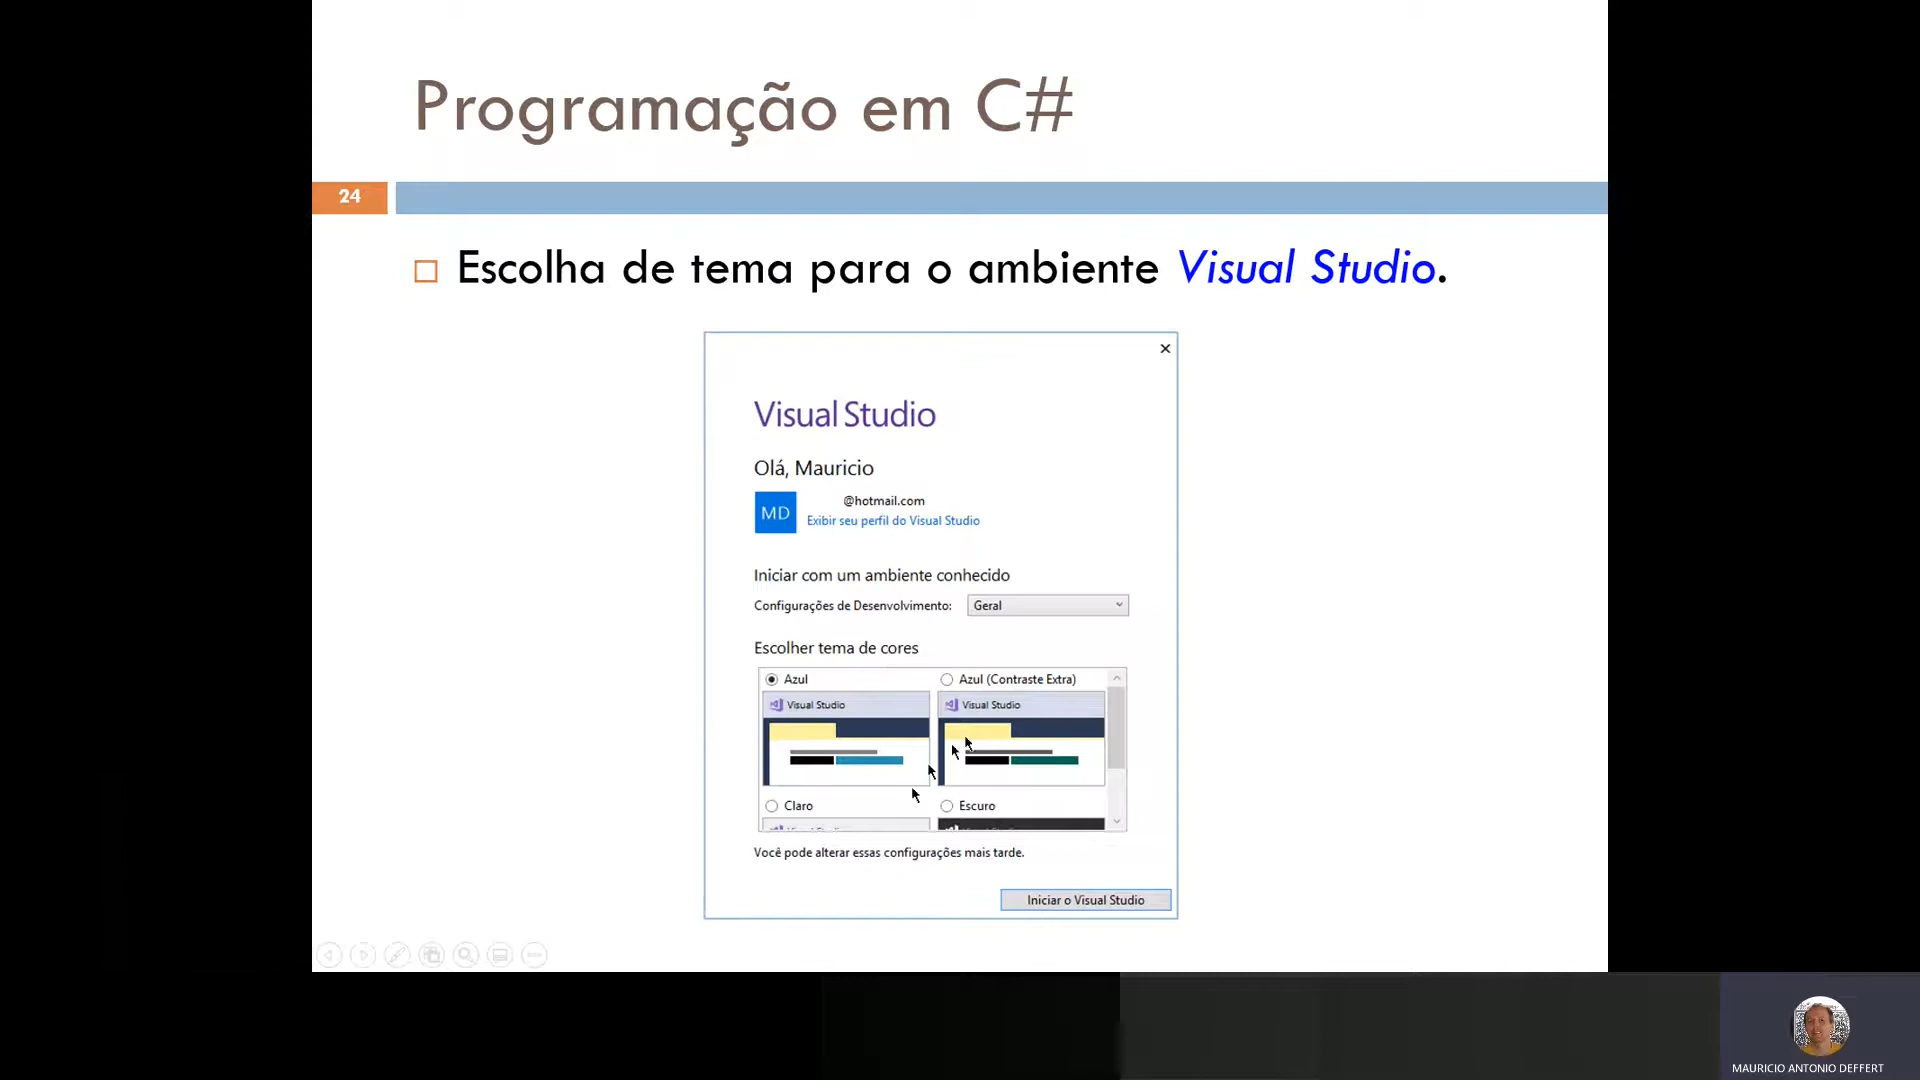 Programação em C#
24
Escolha de tema para o ambiente Visual Studio.
Visual Studio
Olá, Mauricio
MD
@hotmail.com
Exibir seu perfil do Visual Studio
Iniciar com um ambiente conhecido
Configurações de Desenvolvimento: Geral
Escolher tema de cores
Azul
Azul (Contraste Extra)
Visual Studio
Visual Studio
Claro
Escuro
Você pode alterar essas configurações mais tarde.
Iniciar o Visual Studio
MAURICIO ANTONIO DEFFERT